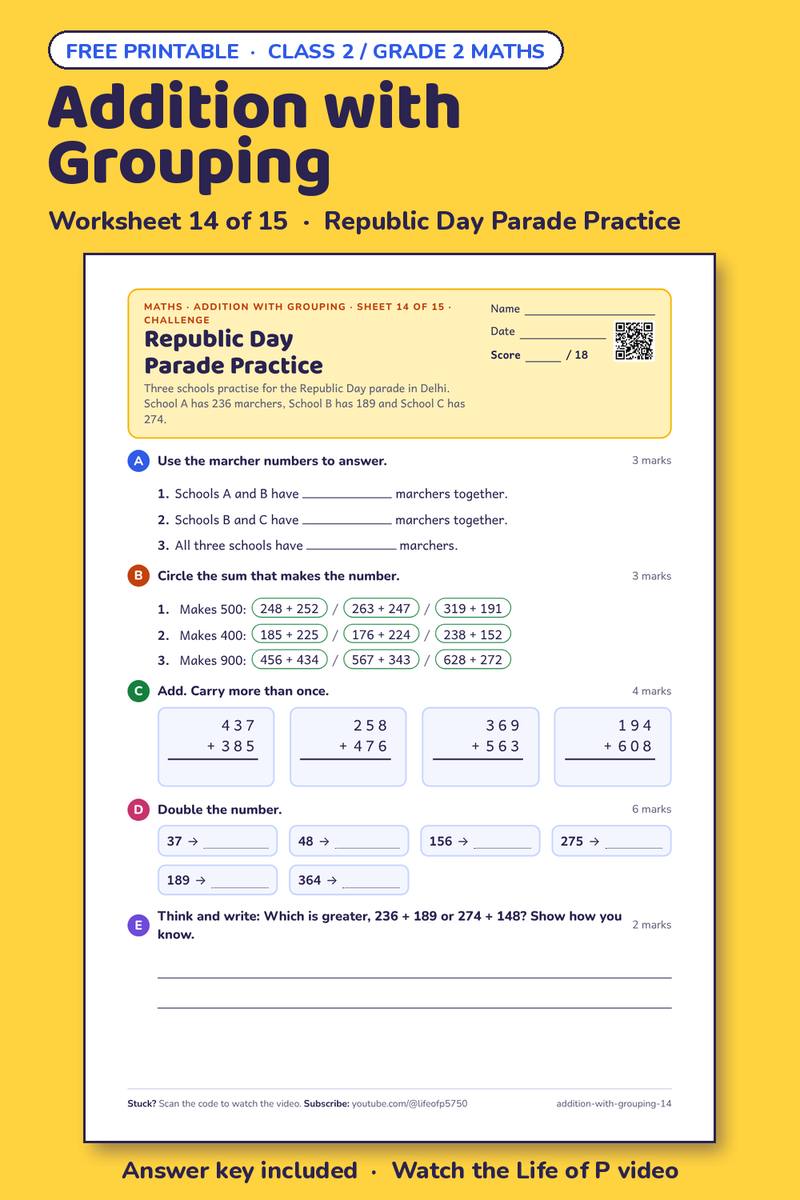 FREE PRINTABLE · CLASS 2 / GRADE 2 MATHS
Addition with
Grouping
Worksheet 14 of 15 · Republic Day Parade Practice
MATHS · ADDITION WITH GROUPING · SHEET 14 OF 15 ·
CHALLENGE
Republic Day
Parade Practice
Three schools practise for the Republic Day parade in Delhi.
School A has 236 marchers, School B has 189 and School C has
274.
Name
Date
Score / 18
A Use the marcher numbers to answer. 3 marks
1. Schools A and B have ________ marchers together.
2. Schools B and C have ________ marchers together.
3. All three schools have ________ marchers.
B Circle the sum that makes the number. 3 marks
1. Makes 500: 248 + 252 / 263 + 247 / 319 + 191
2. Makes 400: 185 + 225 / 176 + 224 / 238 + 152
3. Makes 900: 456 + 434 / 567 + 343 / 628 + 272
C Add. Carry more than once. 4 marks
437 258 369 194
+ 385 + 476 + 563 + 608
D Double the number. 6 marks
37 → 48 → 156 → 275 →
189 → 364 →
E Think and write: Which is greater, 236 + 189 or 274 + 148? Show how you 2 marks
know.
Stuck? Scan the code to watch the video. Subscribe: youtube.com/@lifeofp5750 addition-with-grouping-14
Answer key included · Watch the Life of P video